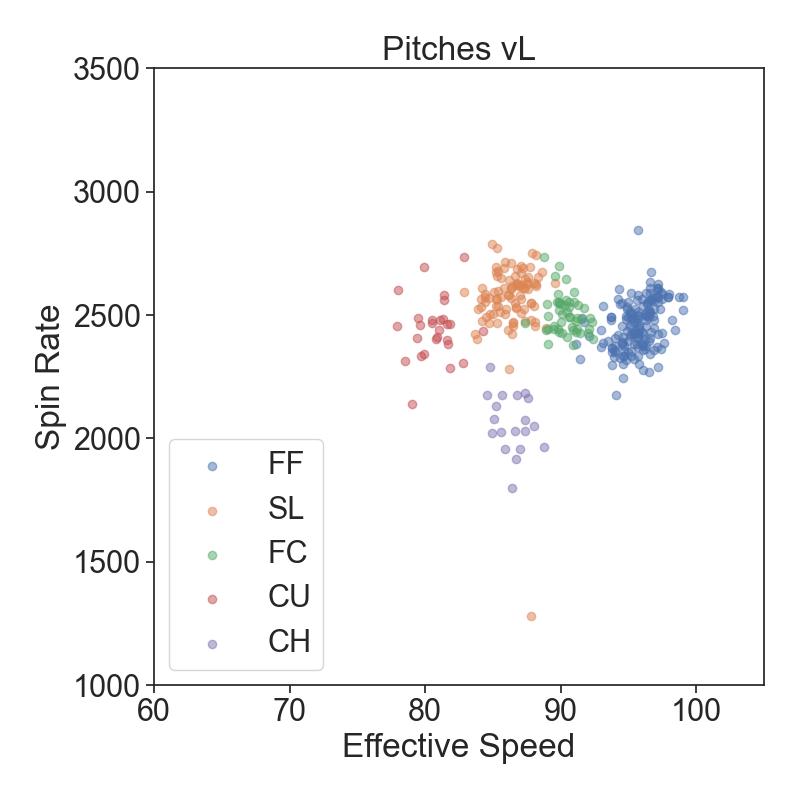 Pitches vL
3500
3000
2500
2000
1500
1000
Spin Rate
FF
SL
FC
CU
CH
60 70 80 90 100
Effective Speed